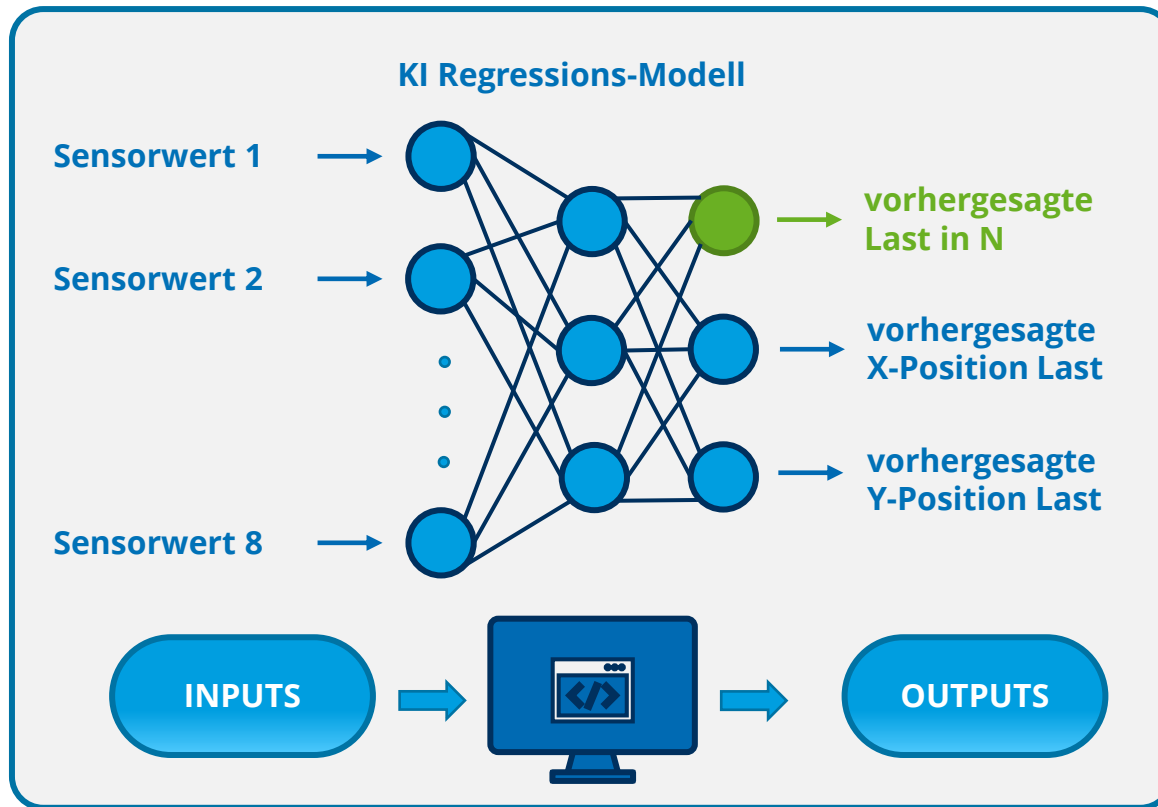 KI Regressions-Modell
Sensorwert 1
Sensorwert 2
Sensorwert 8
vorhergesagte
Last in N
vorhergesagte
X-Position Last
vorhergesagte
Y-Position Last
INPUTS
</>
OUTPUTS